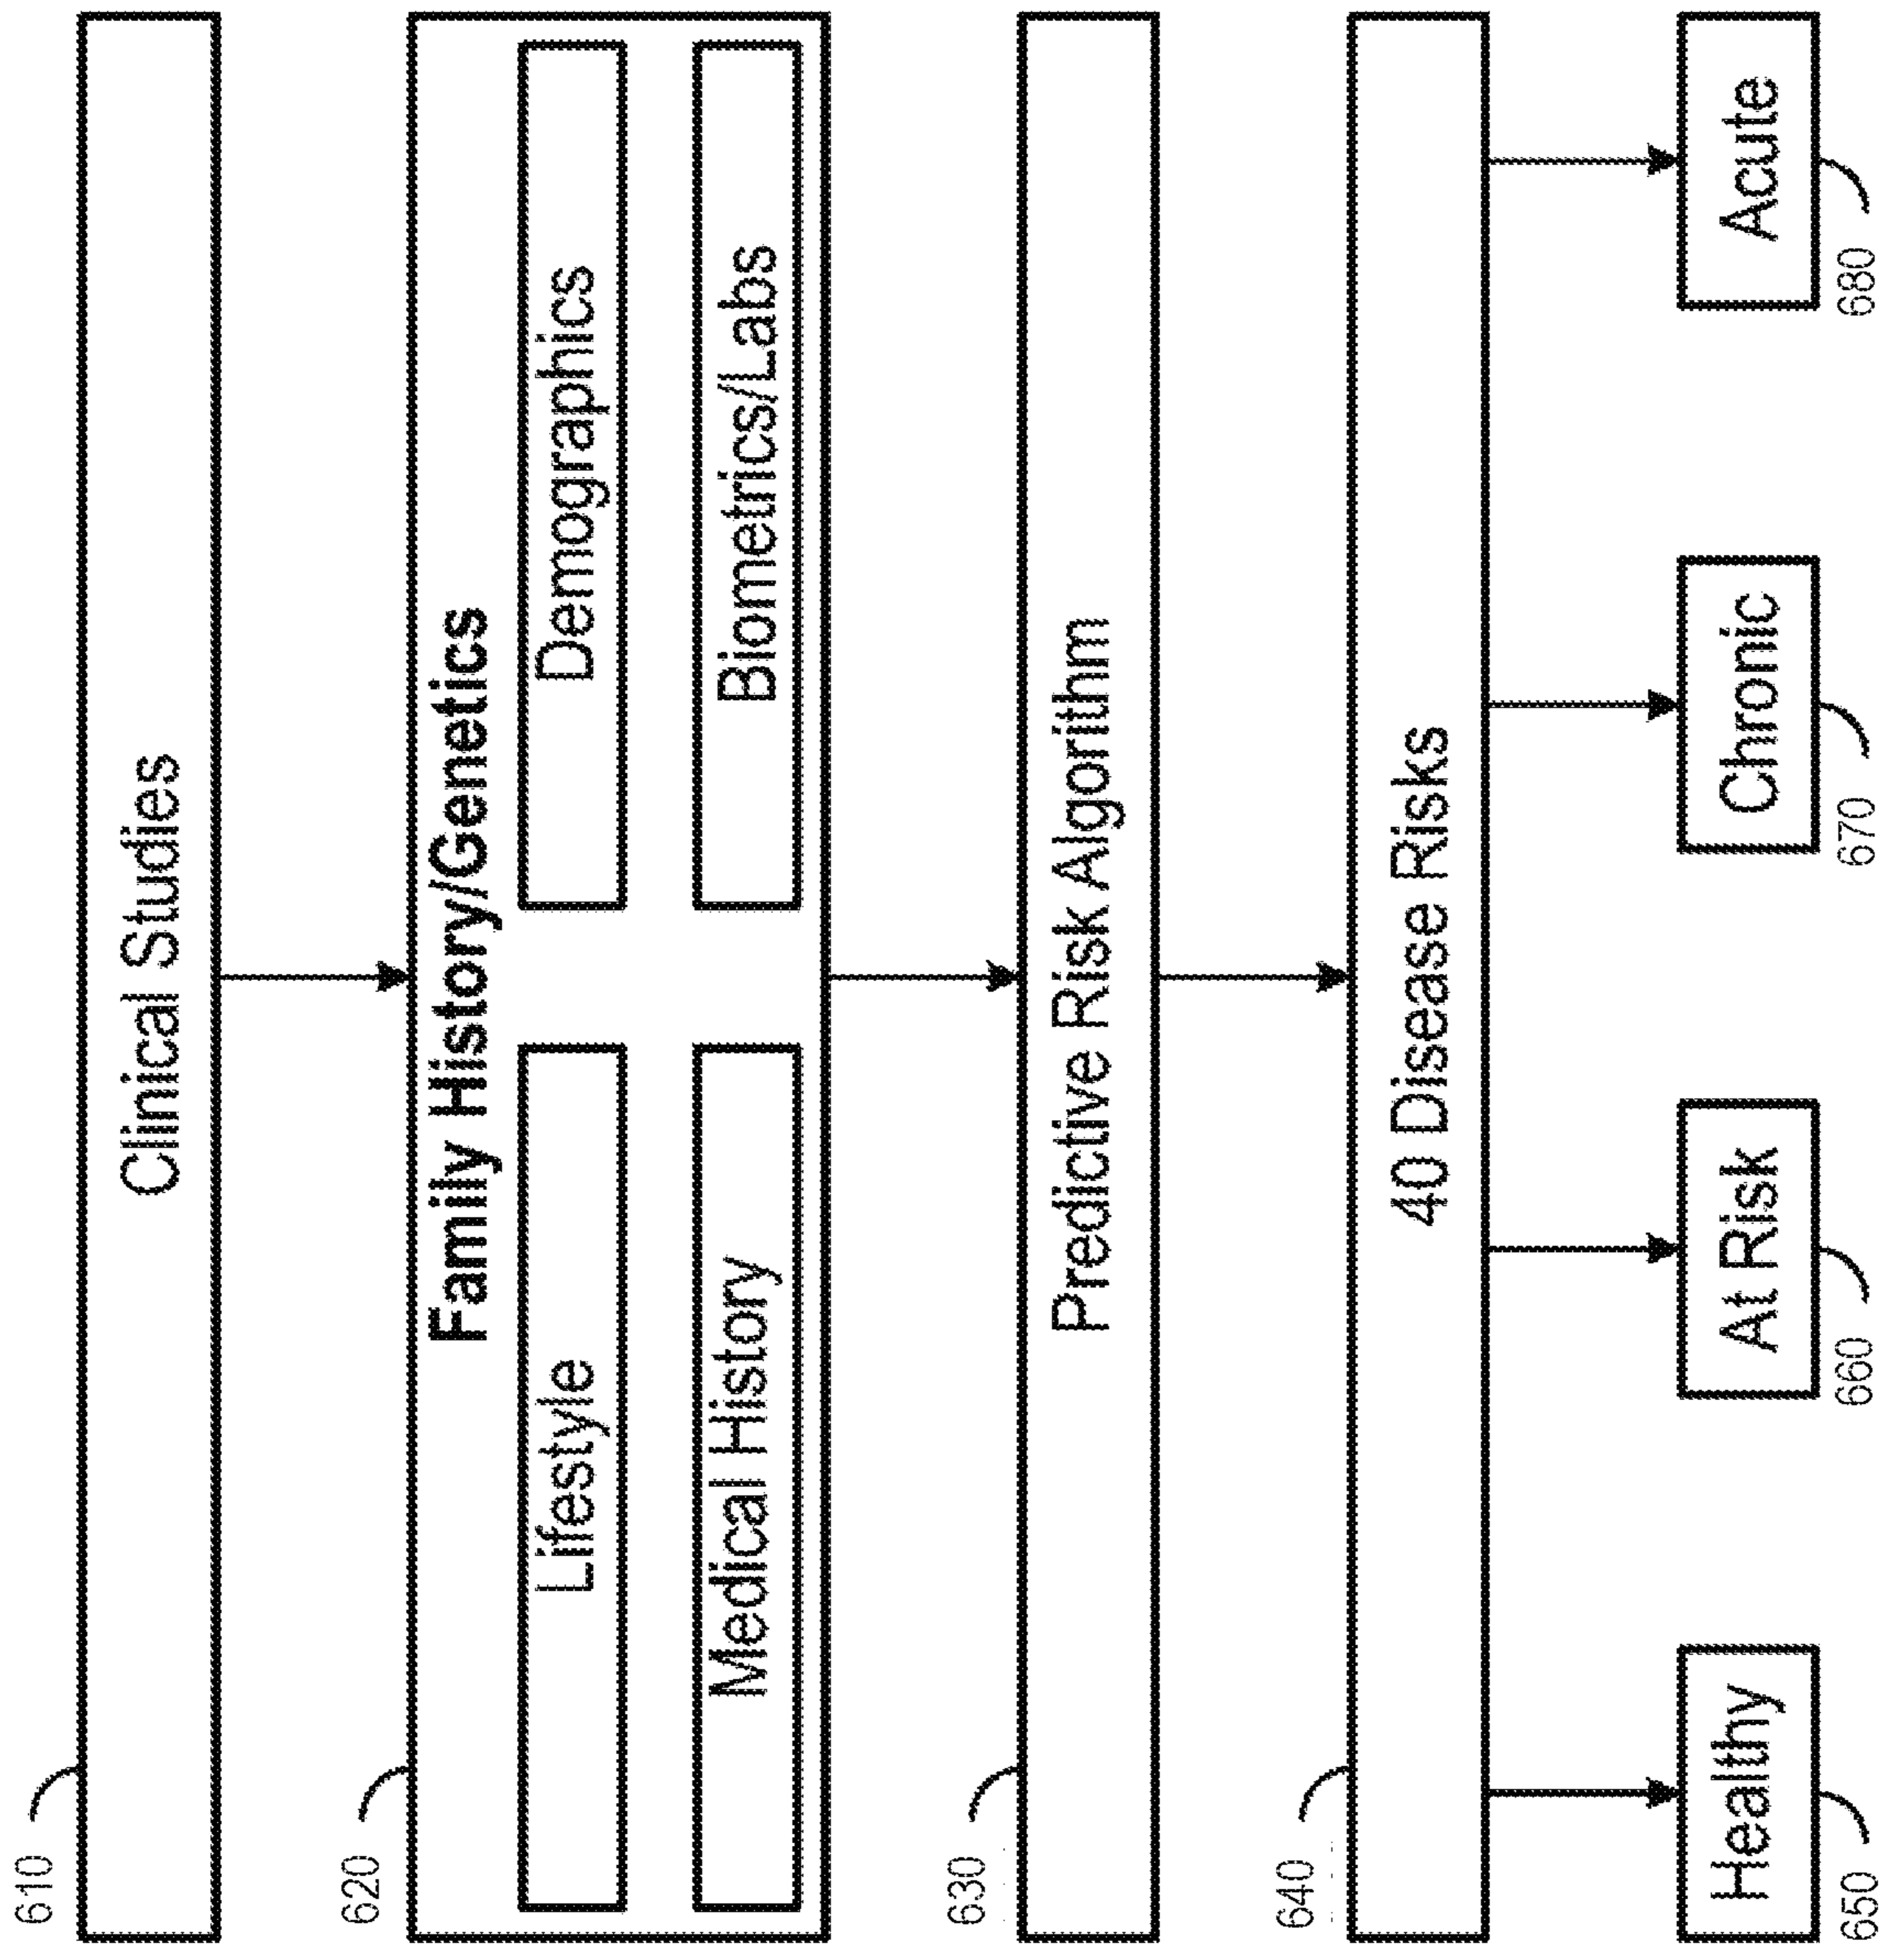 610
Clinical Studies
620
Family History/Genetics
Lifestyle
Demographics
Medical History
Biometrics/Labs
630
Predictive Risk Algorithm
640
40 Disease Risks
Healthy
At Risk
Chronic
Acute
650
660
670
680